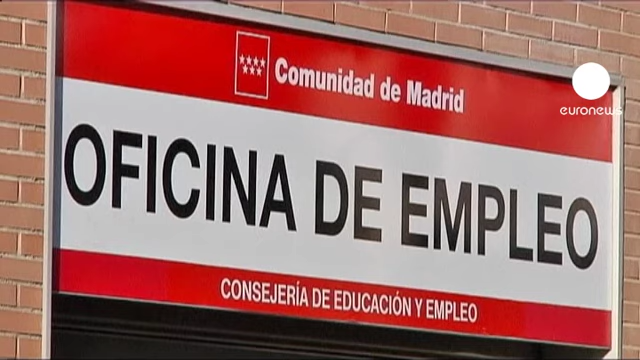 Comunidad de Madrid
euronews
OFICINA DE EMPLEO
CONSEJERÍA DE EDUCACIÓN Y EMPLEO